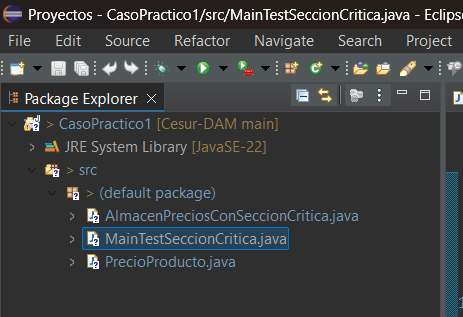 Proyectos - CasoPractico1/src/MainTestSeccionCritica.java - Eclips
File Edit Source Refactor Navigate Search Project
Package Explorer
> CasoPractico1 [Cesur-DAM main]
JRE System Library [JavaSE-22]
> src
> (default package)
AlmacenPreciosConSeccionCritica.java
MainTestSeccionCritica.java
PrecioProducto.java